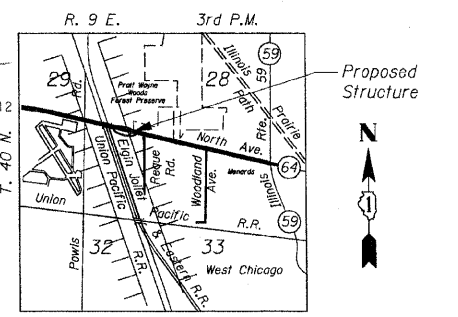 R. 9 E.
3rd P.M.
59
29
28
Rd.
Pratt Wayne
Woods
Forest Preserve
Illinois
Prairie
Path
59
Rte.
Illinois
Proposed
Structure
12
T. 40 N.
North
Ave.
64
N
Elgin Joliet
& Eastern R.R.
Union Pacific
R.R.
Reque
Rd.
Woodland
Ave.
Menards
Union
Pacific
R.R.
59
Powis
32
33
West Chicago